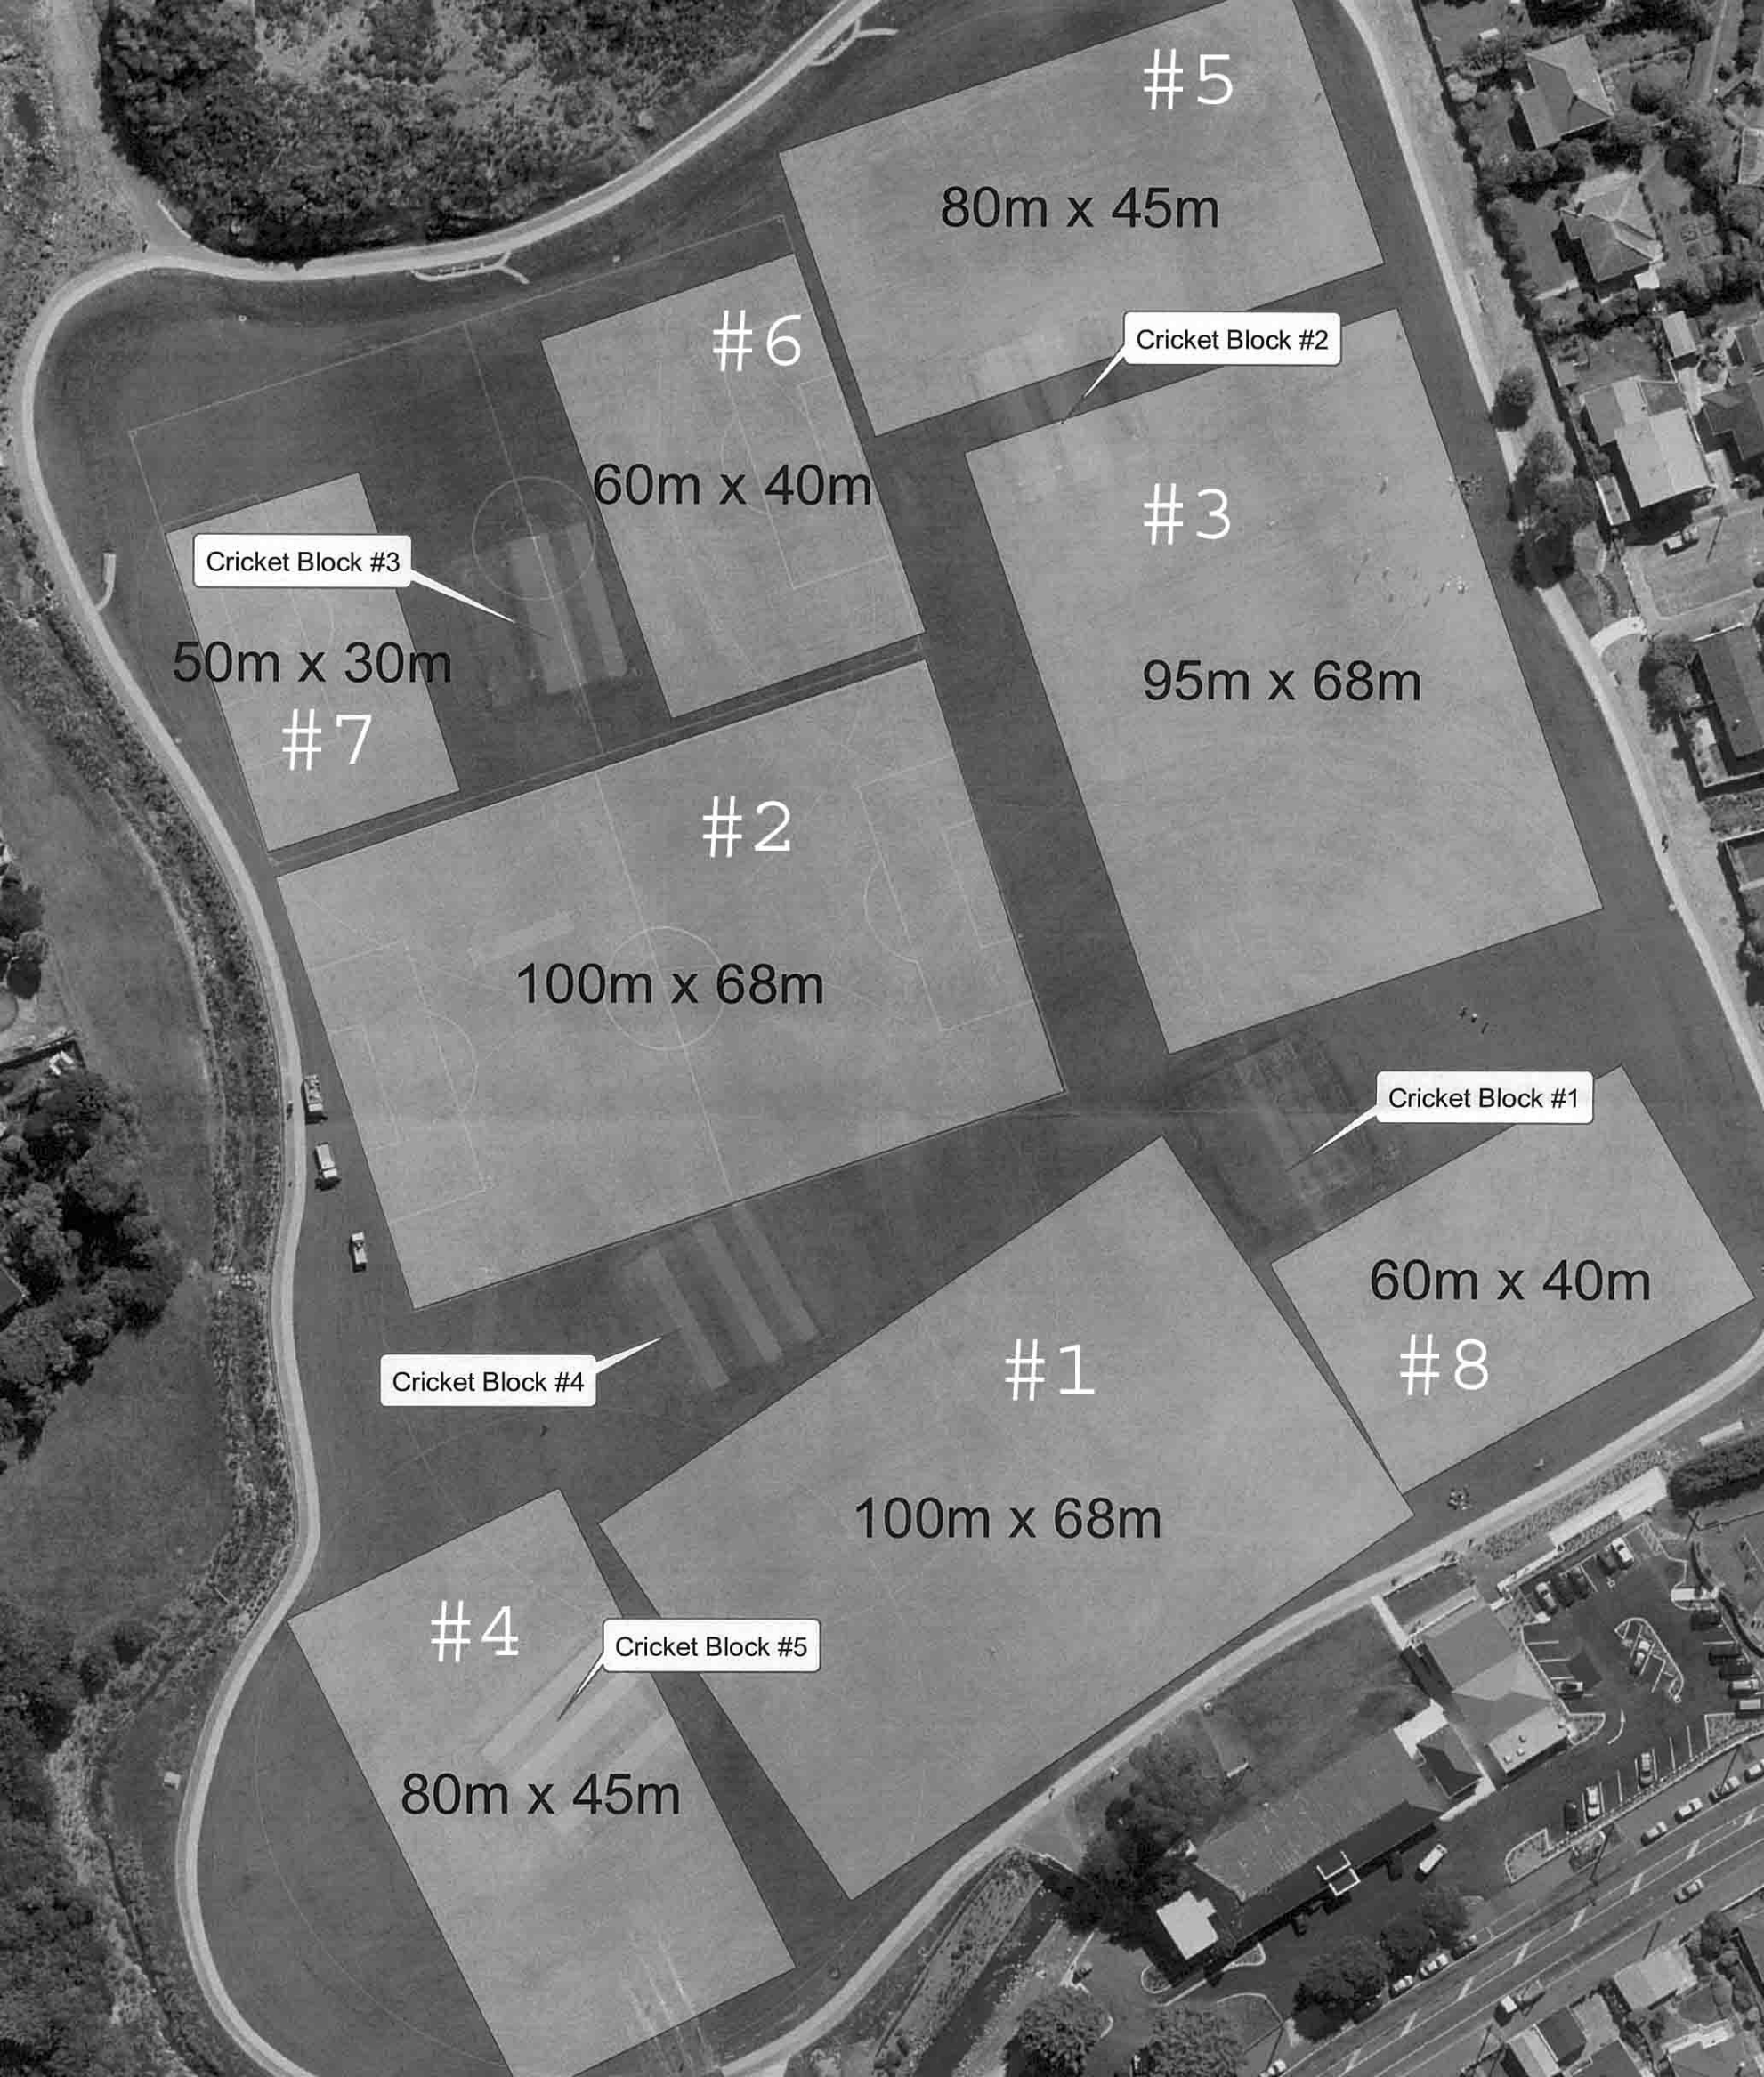 #5
80m x 45m
#6
Cricket Block #2
60m x 40m
#3
Cricket Block #3
50m x 30m
95m x 68m
#7
#2
100m x 68m
Cricket Block #1
60m x 40m
#8
#1
Cricket Block #4
100m x 68m
#4
Cricket Block #5
80m x 45m